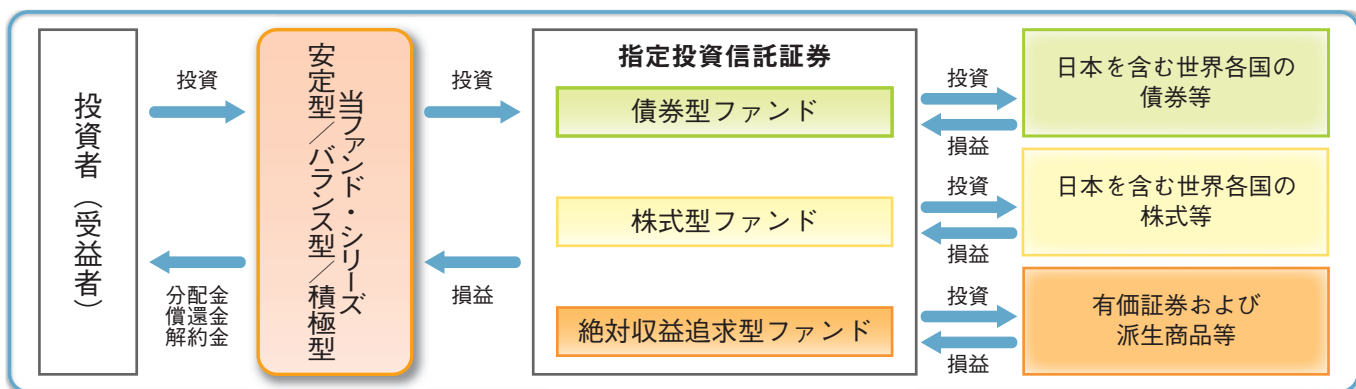 投資者（受益者）
投資
分配金
償還金
解約金
当ファンド・シリーズ
安定型／バランス型／積極型
投資
損益
指定投資信託証券
債券型ファンド
株式型ファンド
絶対収益追求型ファンド
投資
損益
日本を含む世界各国の
債券等
投資
損益
日本を含む世界各国の
株式等
投資
損益
有価証券および
派生商品等